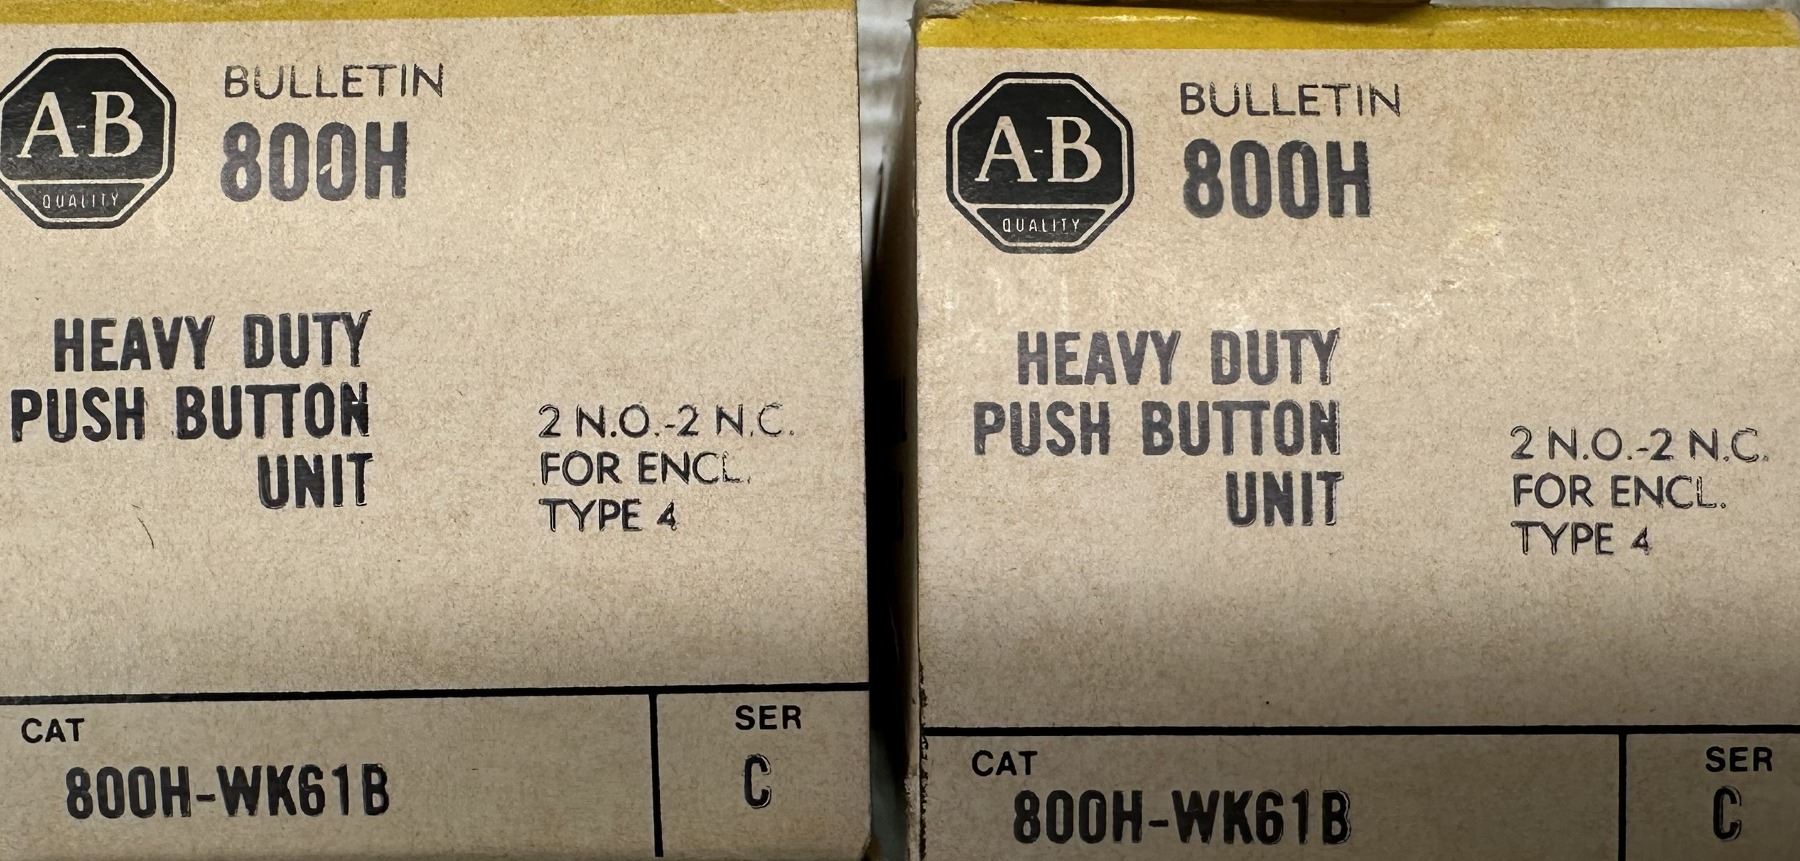 A-B
QUALITY
BULLETIN
800H
HEAVY DUTY
PUSH BUTTON
UNIT
2 N.O.-2 N.C.
FOR ENCL.
TYPE 4
CAT
800H-WK61B
SER
C
A-B
QUALITY
BULLETIN
800H
HEAVY DUTY
PUSH BUTTON
UNIT
2 N.O.-2 N.C.
FOR ENCL.
TYPE 4
CAT
800H-WK61B
SER
C